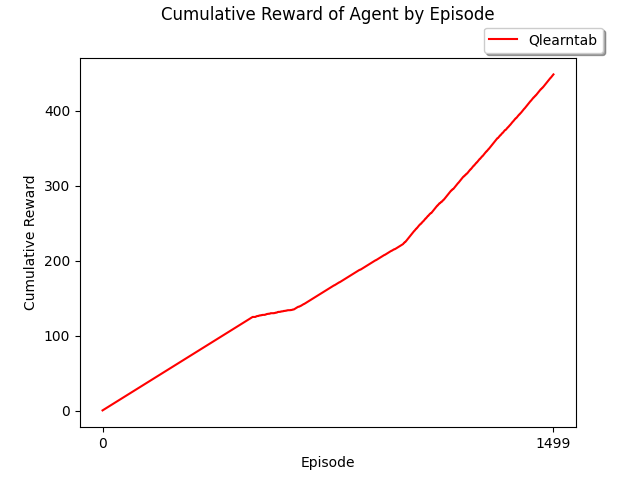 Cumulative Reward of Agent by Episode
Qlearntab
400
300
200
100
0
Cumulative Reward
0 1499
Episode